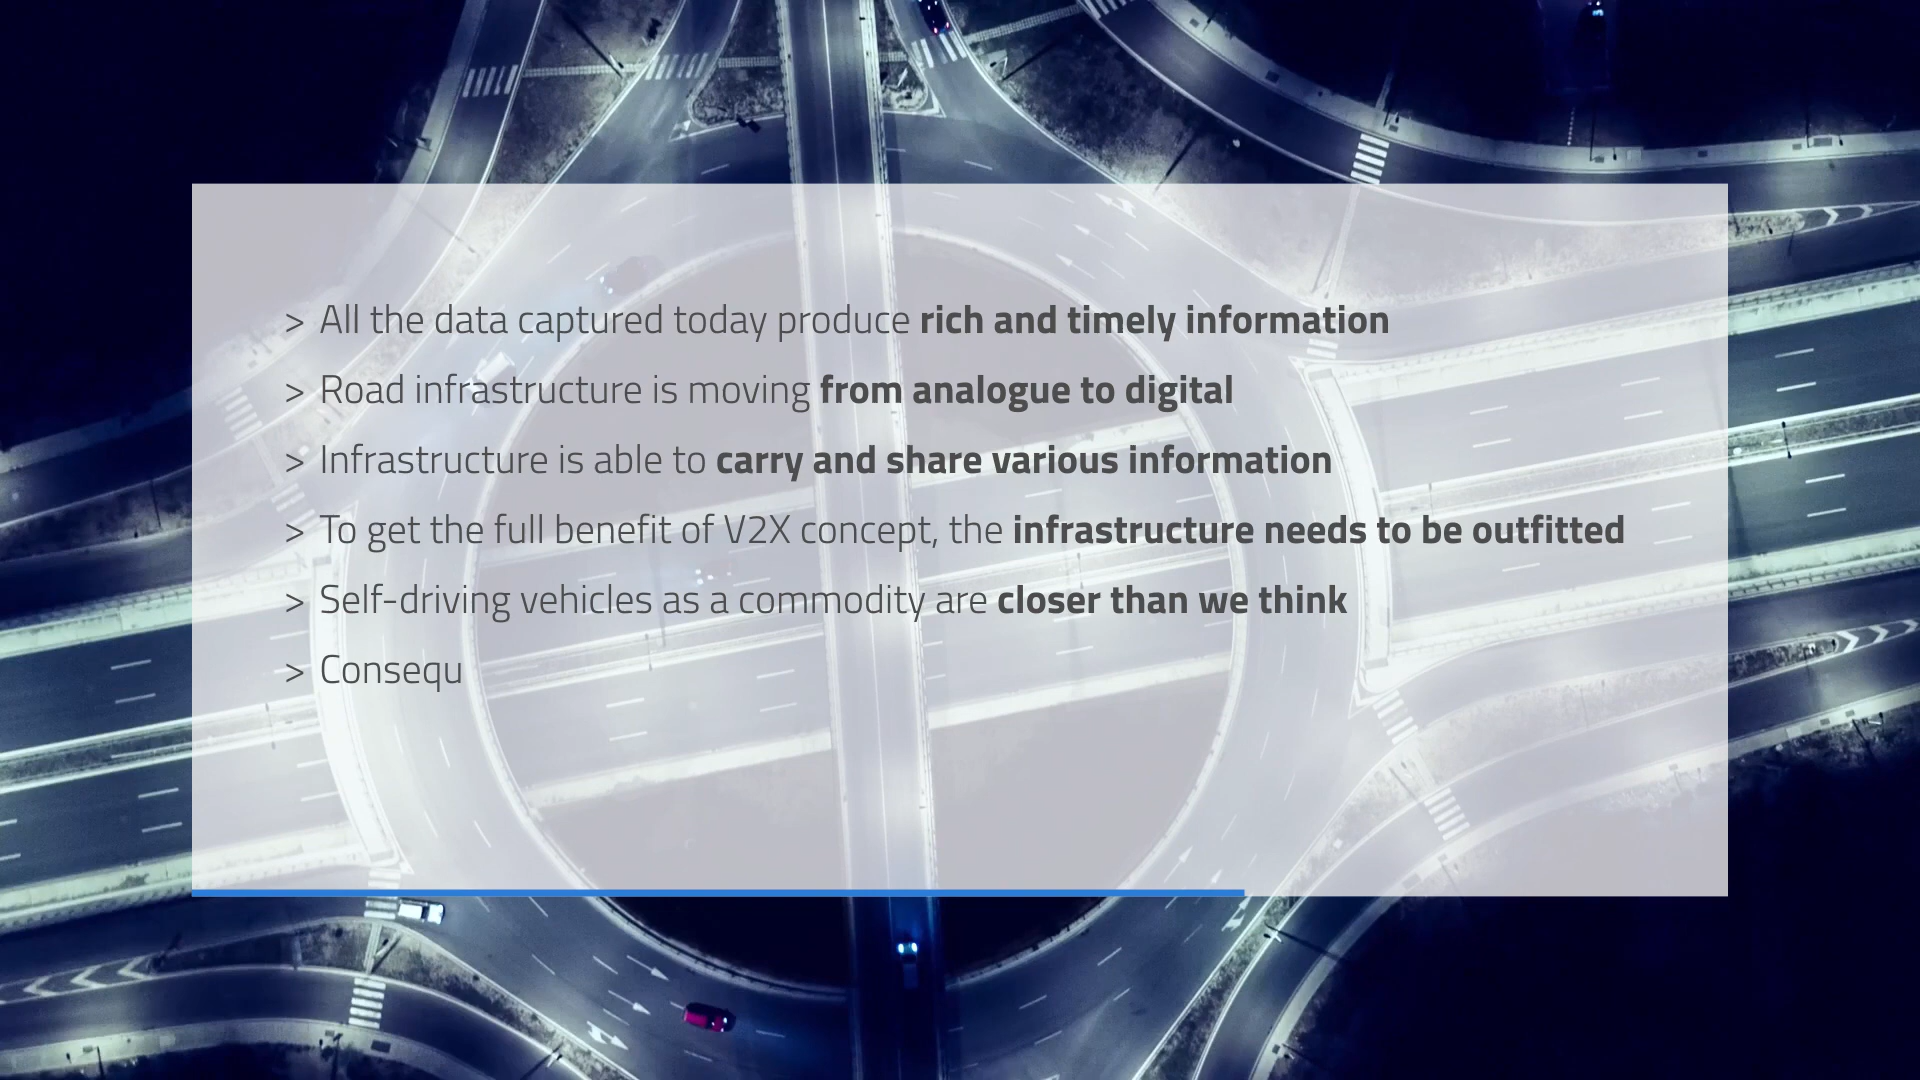 > All the data captured today produce rich and timely information
> Road infrastructure is moving from analogue to digital
> Infrastructure is able to carry and share various information
> To get the full benefit of V2X concept, the infrastructure needs to be outfitted
> Self-driving vehicles as a commodity are closer than we think
> Consequ